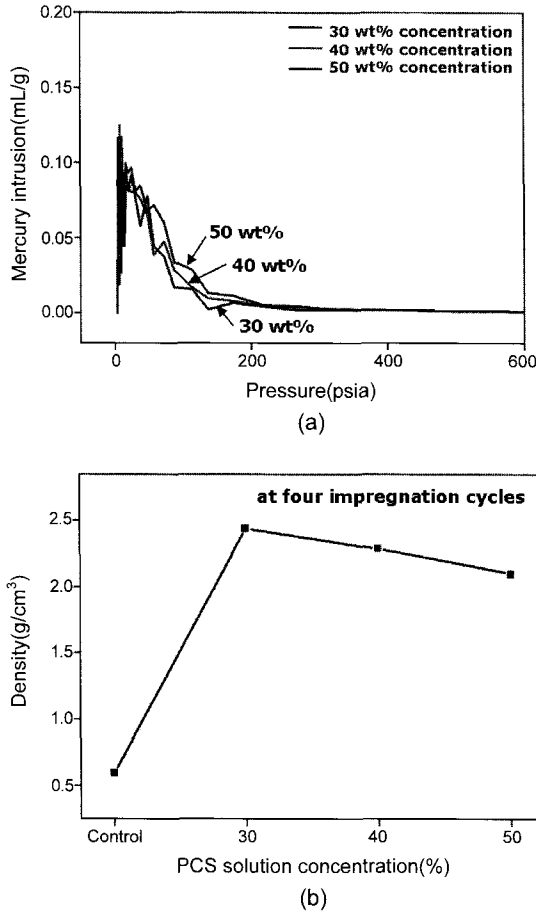 0.20
0.15
0.10
0.05
0.00
Mercury intrusion(mL/g)
30 wt% concentration
40 wt% concentration
50 wt% concentration
50 wt%
40 wt%
30 wt%
0 200 400 600
Pressure(psia)
(a)
at four impregnation cycles
2.5
2.0
1.5
1.0
0.5
Density(g/cm³)
Control 30 40 50
PCS solution concentration(%)
(b)